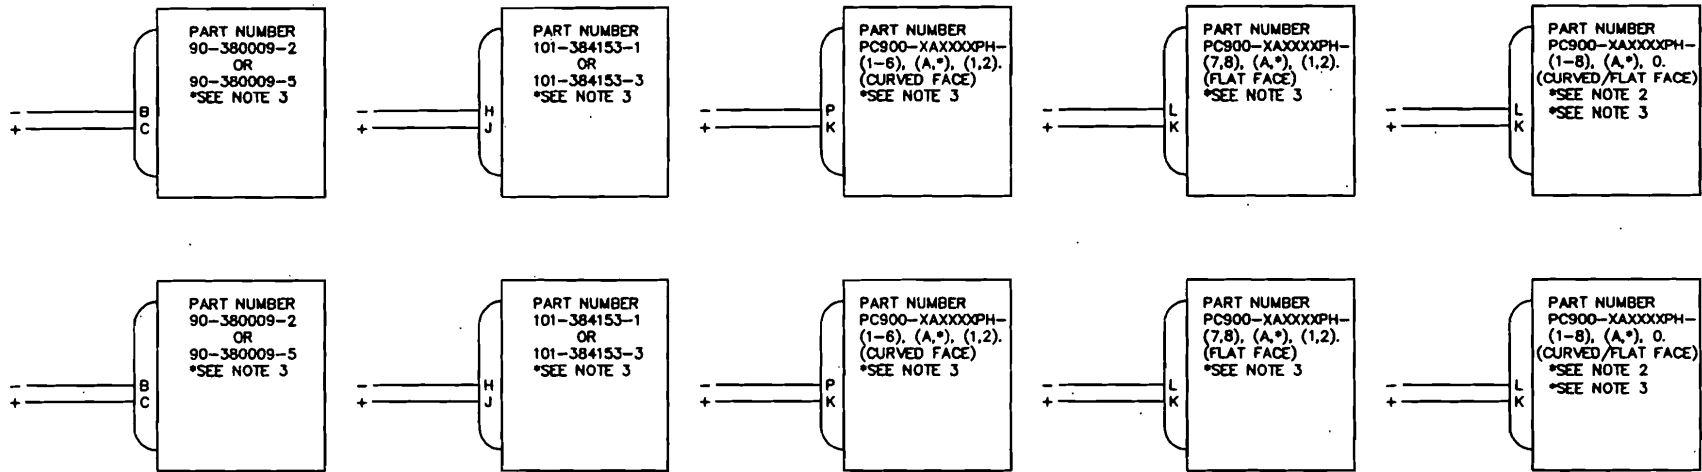 PART NUMBER
90-380009-2
OR
90-380009-5
*SEE NOTE 3
- B
+ C
PART NUMBER
101-384153-1
OR
101-384153-3
*SEE NOTE 3
- H
+ J
PART NUMBER
PC900-XAXXXXPH-
(1-6), (A,*), (1,2).
(CURVED FACE)
*SEE NOTE 3
- P
+ K
PART NUMBER
PC900-XAXXXXPH-
(7,8), (A,*), (1,2).
(FLAT FACE)
*SEE NOTE 3
- L
+ K
PART NUMBER
PC900-XAXXXXPH-
(1-8), (A,*), 0.
(CURVED/FLAT FACE)
*SEE NOTE 2
*SEE NOTE 3
- L
+ K
PART NUMBER
90-380009-2
OR
90-380009-5
*SEE NOTE 3
- B
+ C
PART NUMBER
101-384153-1
OR
101-384153-3
*SEE NOTE 3
- H
+ J
PART NUMBER
PC900-XAXXXXPH-
(1-6), (A,*), (1,2).
(CURVED FACE)
*SEE NOTE 3
- P
+ K
PART NUMBER
PC900-XAXXXXPH-
(7,8), (A,*), (1,2).
(FLAT FACE)
*SEE NOTE 3
- L
+ K
PART NUMBER
PC900-XAXXXXPH-
(1-8), (A,*), 0.
(CURVED/FLAT FACE)
*SEE NOTE 2
*SEE NOTE 3
- L
+ K